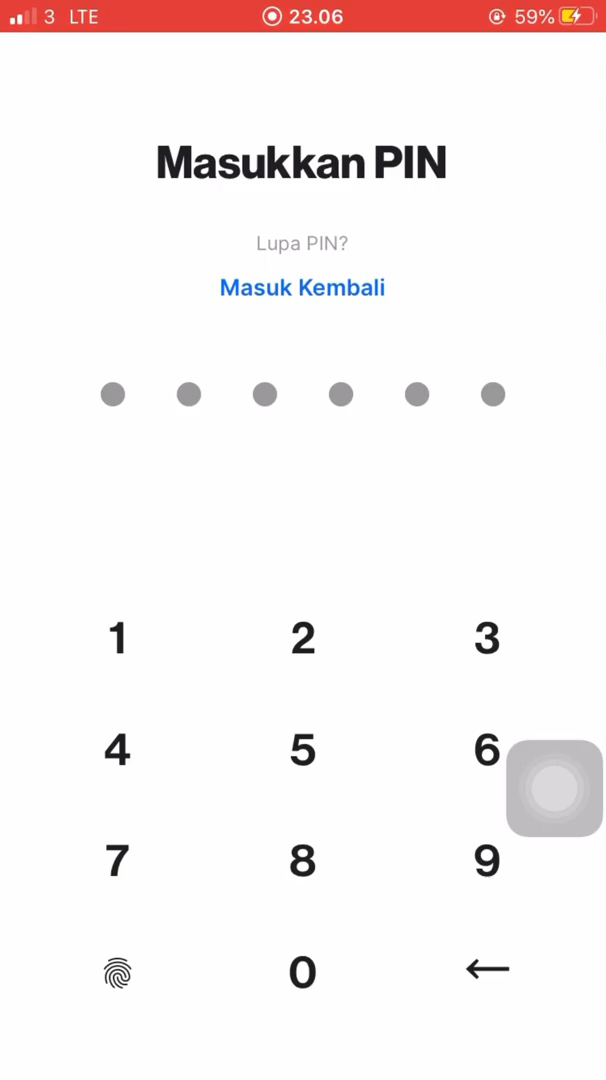 3 LTE 23.06 59%
Masukkan PIN
Lupa PIN?
Masuk Kembali
1 2 3
4 5 6
7 8 9
0